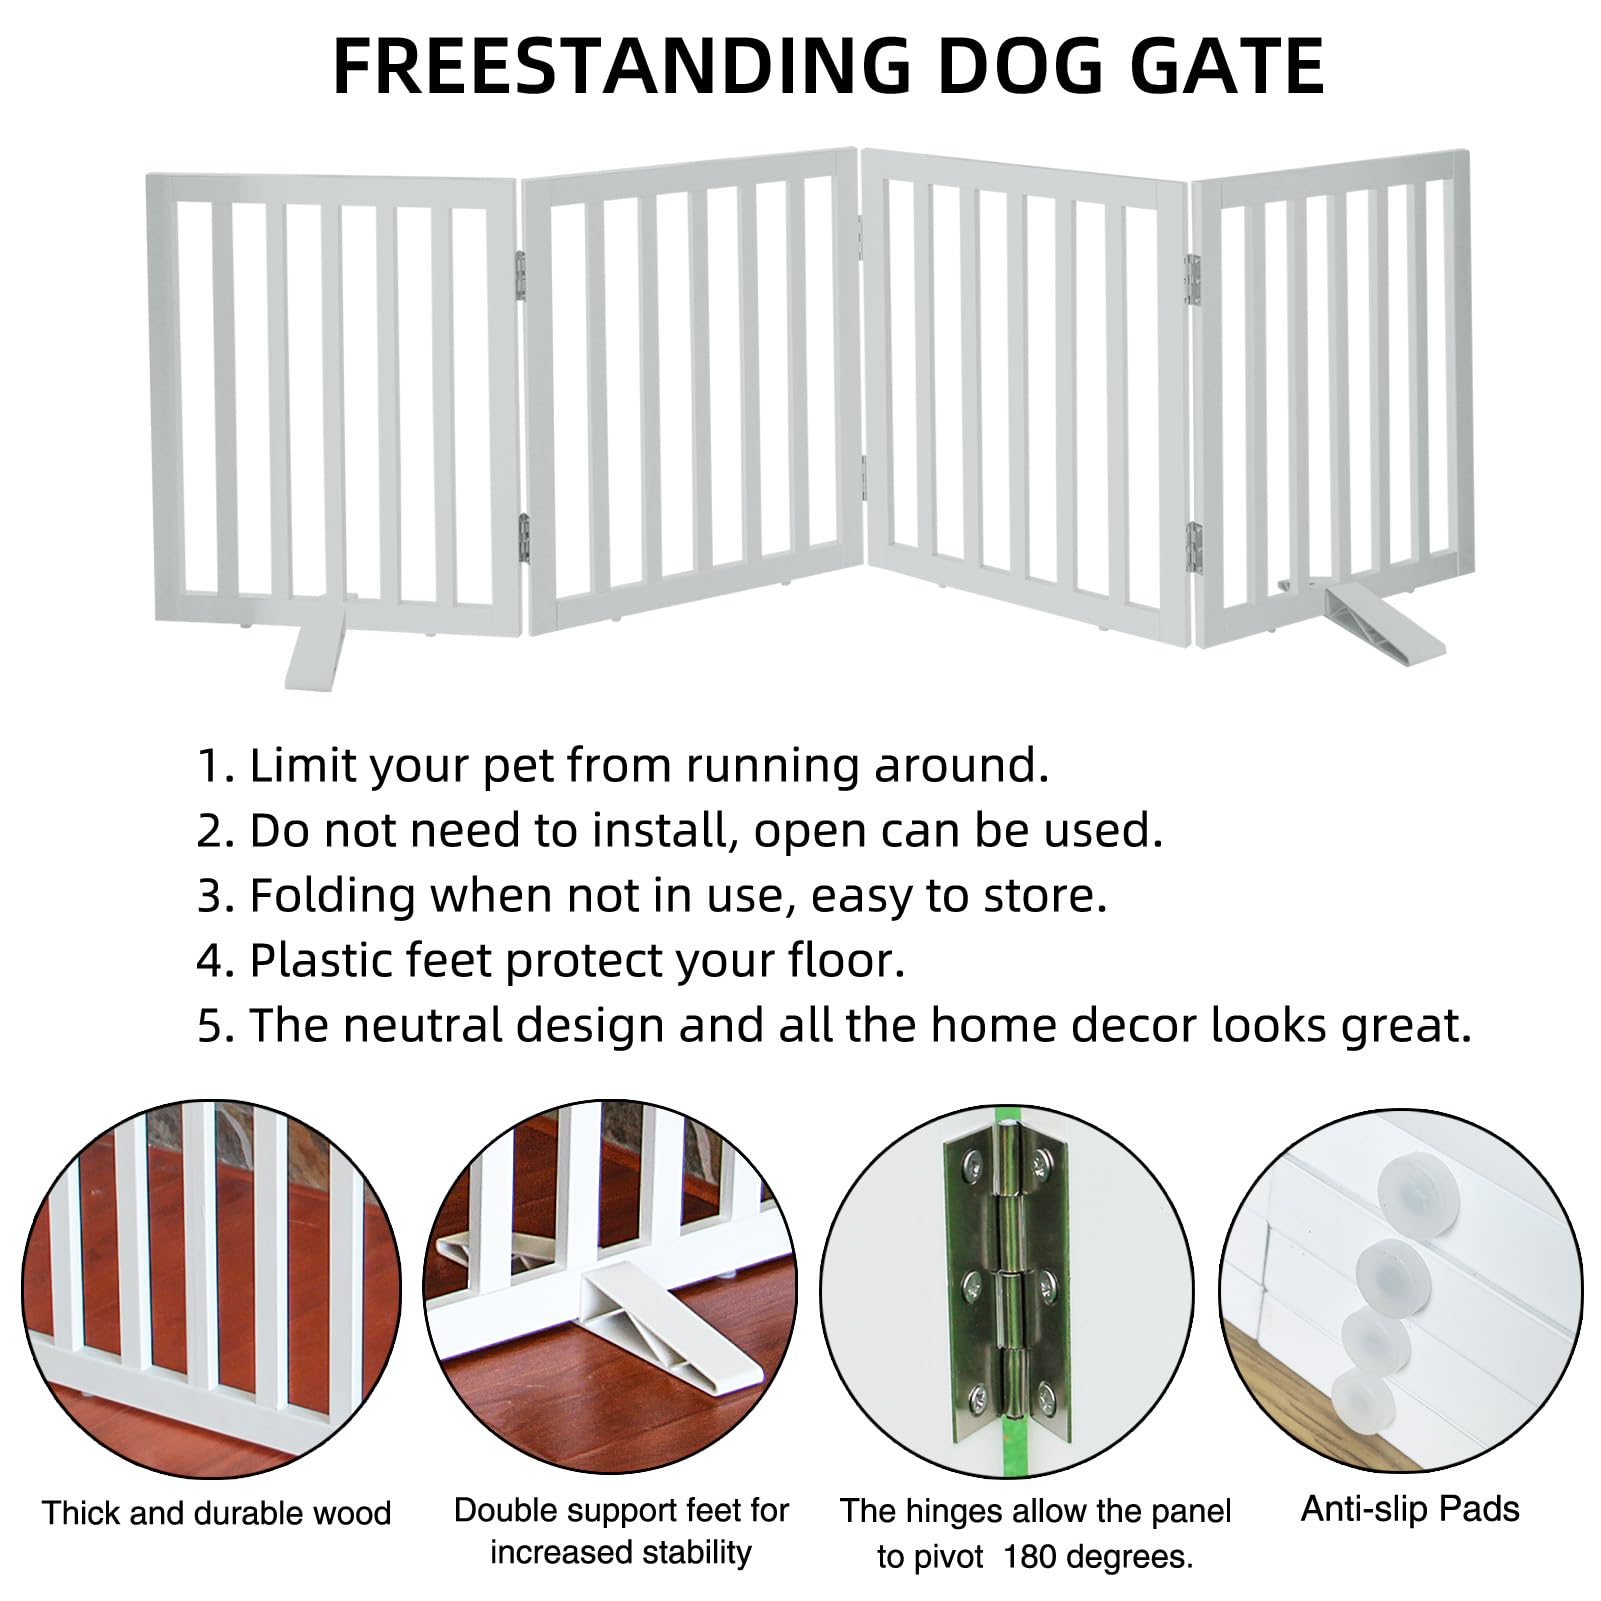 FREESTANDING DOG GATE
1. Limit your pet from running around.
2. Do not need to install, open can be used.
3. Folding when not in use, easy to store.
4. Plastic feet protect your floor.
5. The neutral design and all the home decor looks great.
Thick and durable wood
Double support feet for
increased stability
The hinges allow the panel
to pivot 180 degrees.
Anti-slip Pads